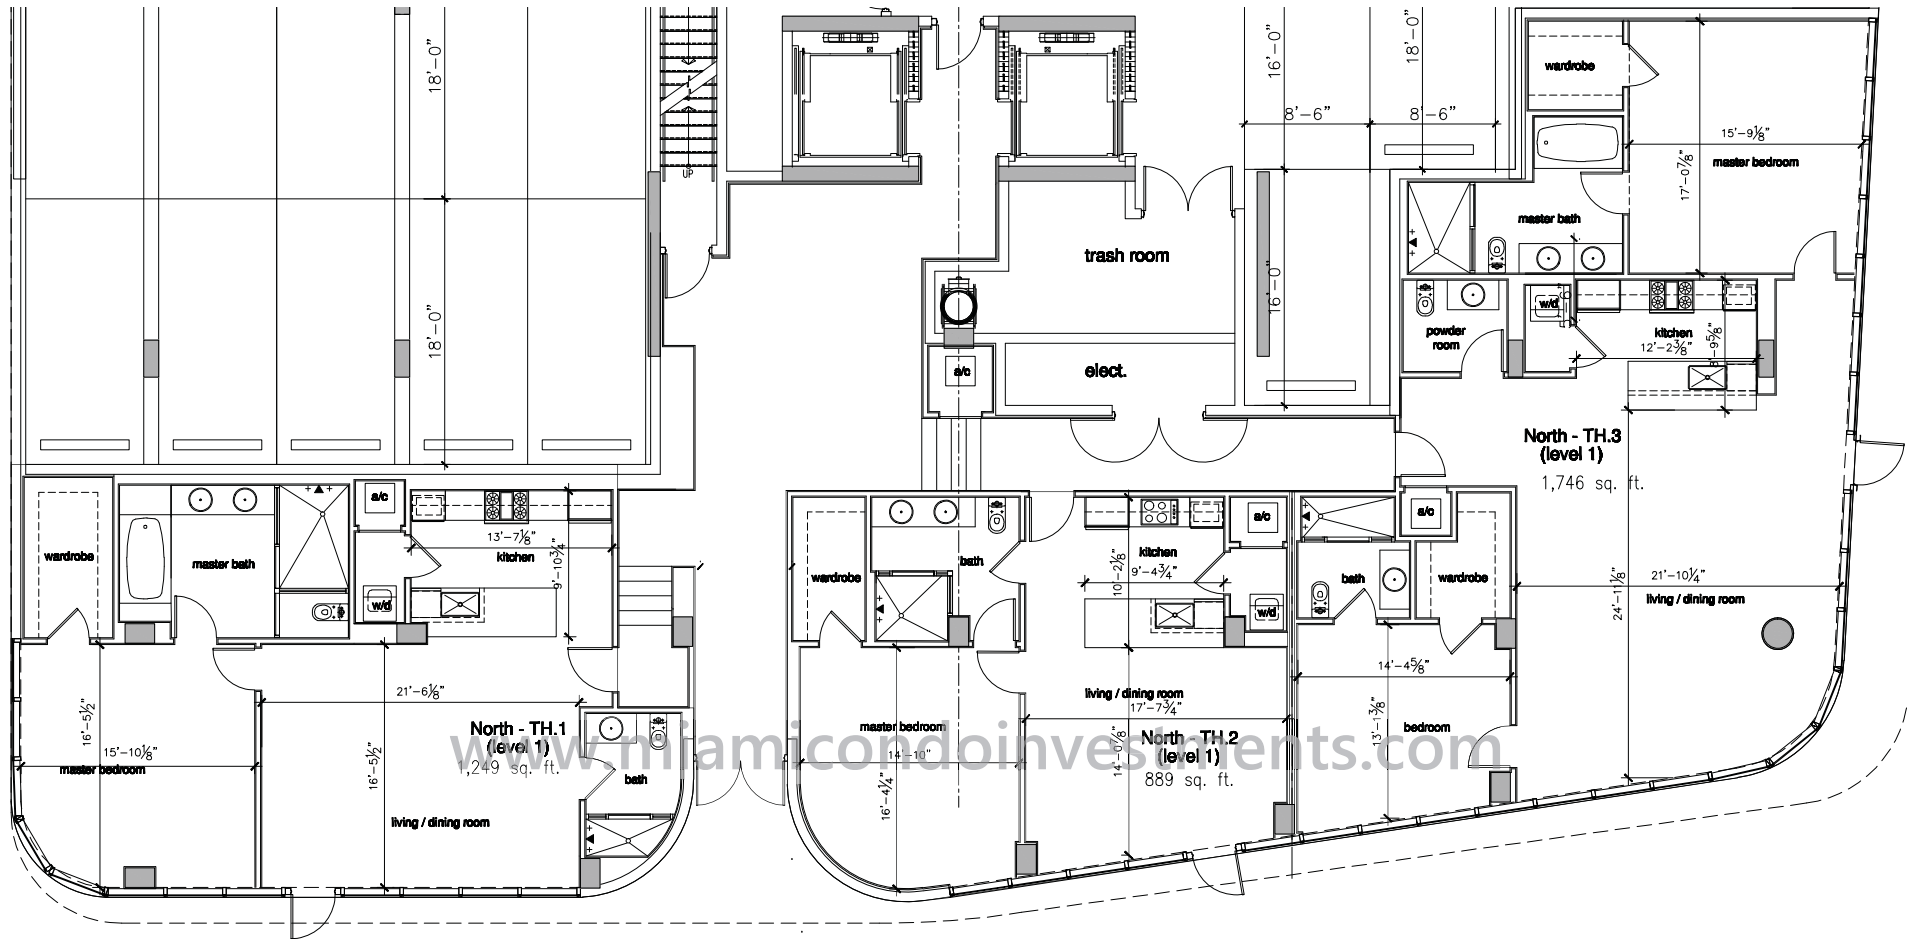 18'-0"
16'-0"
18'-0"
wardrobe
8'-6"
8'-6"
15'-9⅛"
master bedroom
17'-0⅞"
UP
master bath
trash room
16'-0"
w/d
18'-0"
powder
room
kitchen
12'-2⅜"
a/c
elect.
North - TH.3
(level 1)
1,746 sq. ft.
a/c
13'-7⅛"
kitchen
9'-10¾"
wardrobe
master bath
w/d
bath
wardrobe
kitchen
9'-4¾"
10'-2⅛"
a/c
w/d
a/c
bath
wardrobe
21'-10¼"
living / dining room
24'-11⅛"
14'-4⅝"
21'-6⅛"
living / dining room
17'-7¾"
16'-5½"
15'-10⅛"
master bedroom
16'-5½"
North - TH.1
(level 1)
1,249 sq. ft.
bath
living / dining room
master bedroom
14'-10"
16'-4¼"
14'-0⅞"
North - TH.2
(level 1)
889 sq. ft.
13'-1⅜"
bedroom
www.miamicondoinvestments.com